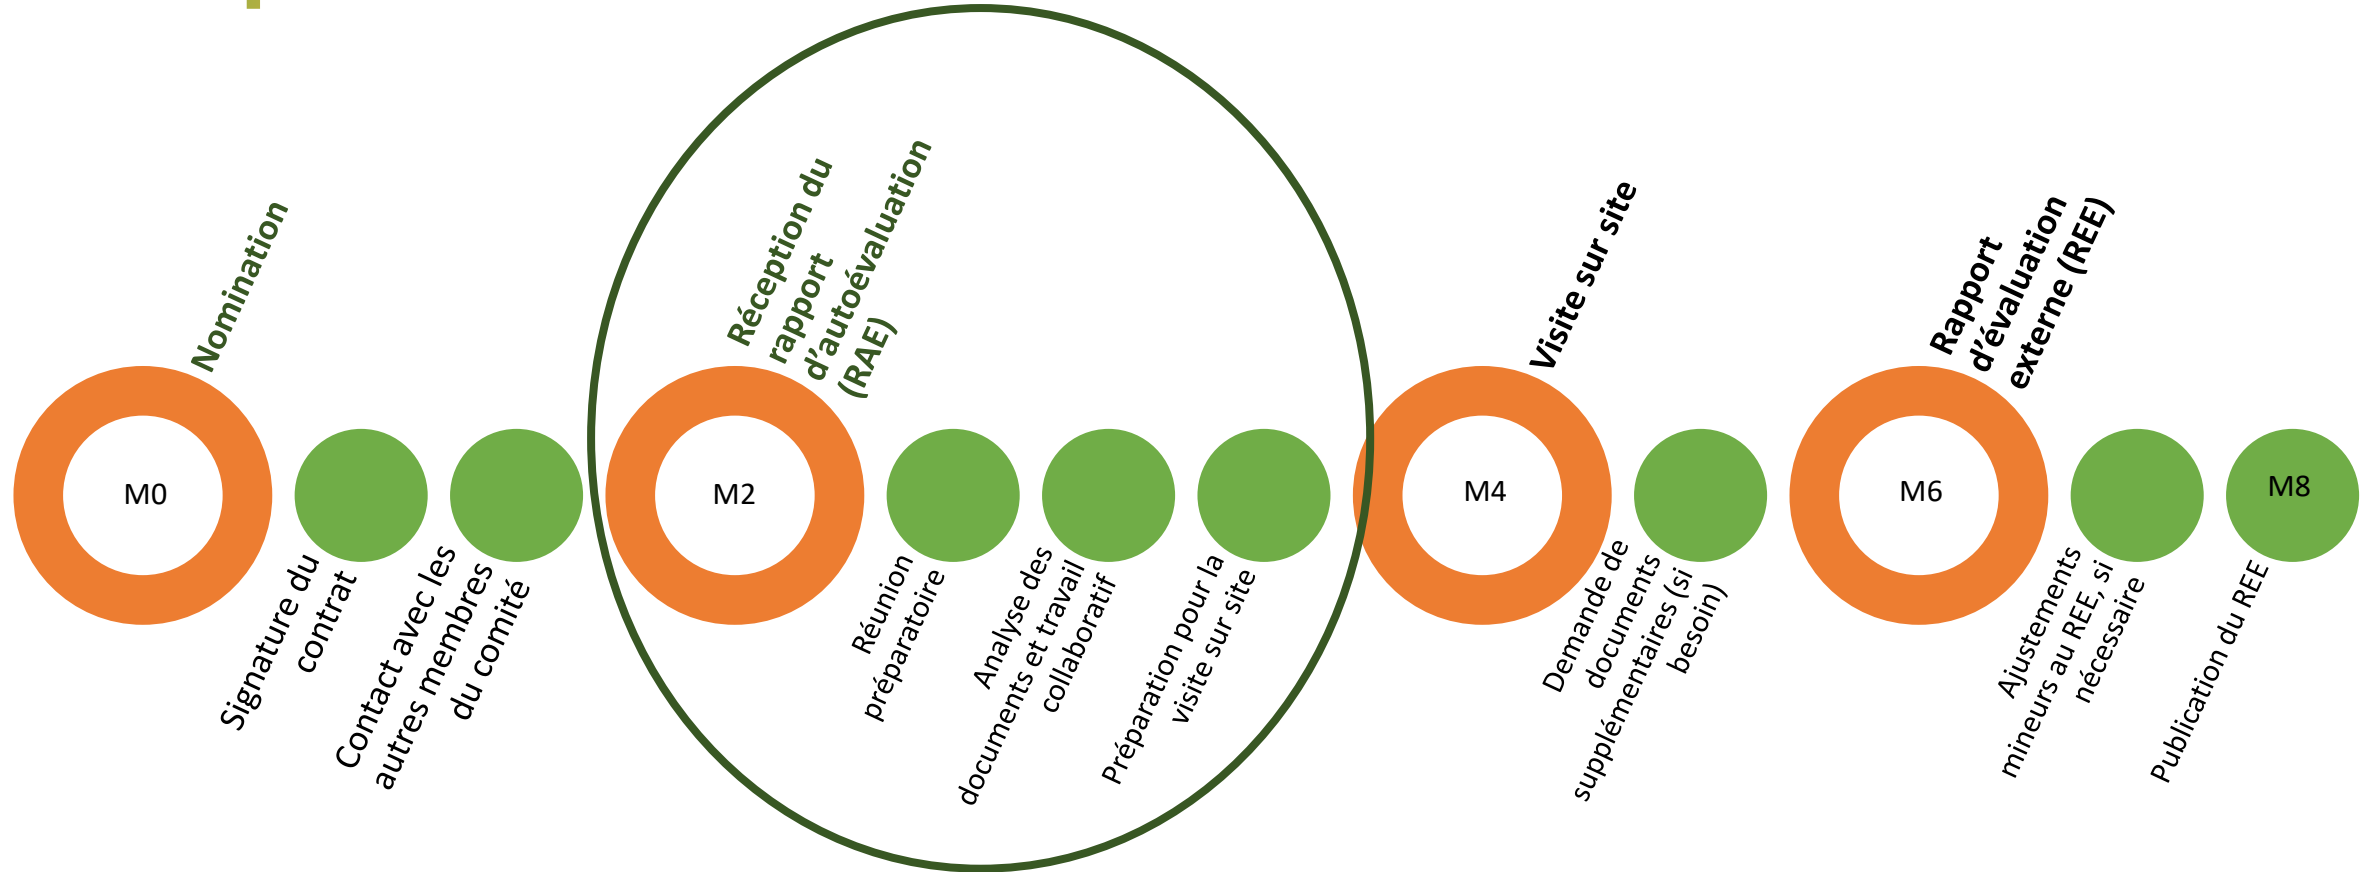 Nomination
M0
Signature du
contrat
Contact avec les
autres membres
du comité
Réception du
rapport
d'autoévaluation
(RAE)
M2
Réunion
préparatoire
Analyse des
documents et travail
collaboratif
Préparation pour la
visite sur site
Visite sur site
M4
Demande de
documents
supplémentaires (si
besoin)
Rapport
d'évaluation
externe (REE)
M6
Ajustements
mineurs au REE, si
nécessaire
M8
Publication du REE